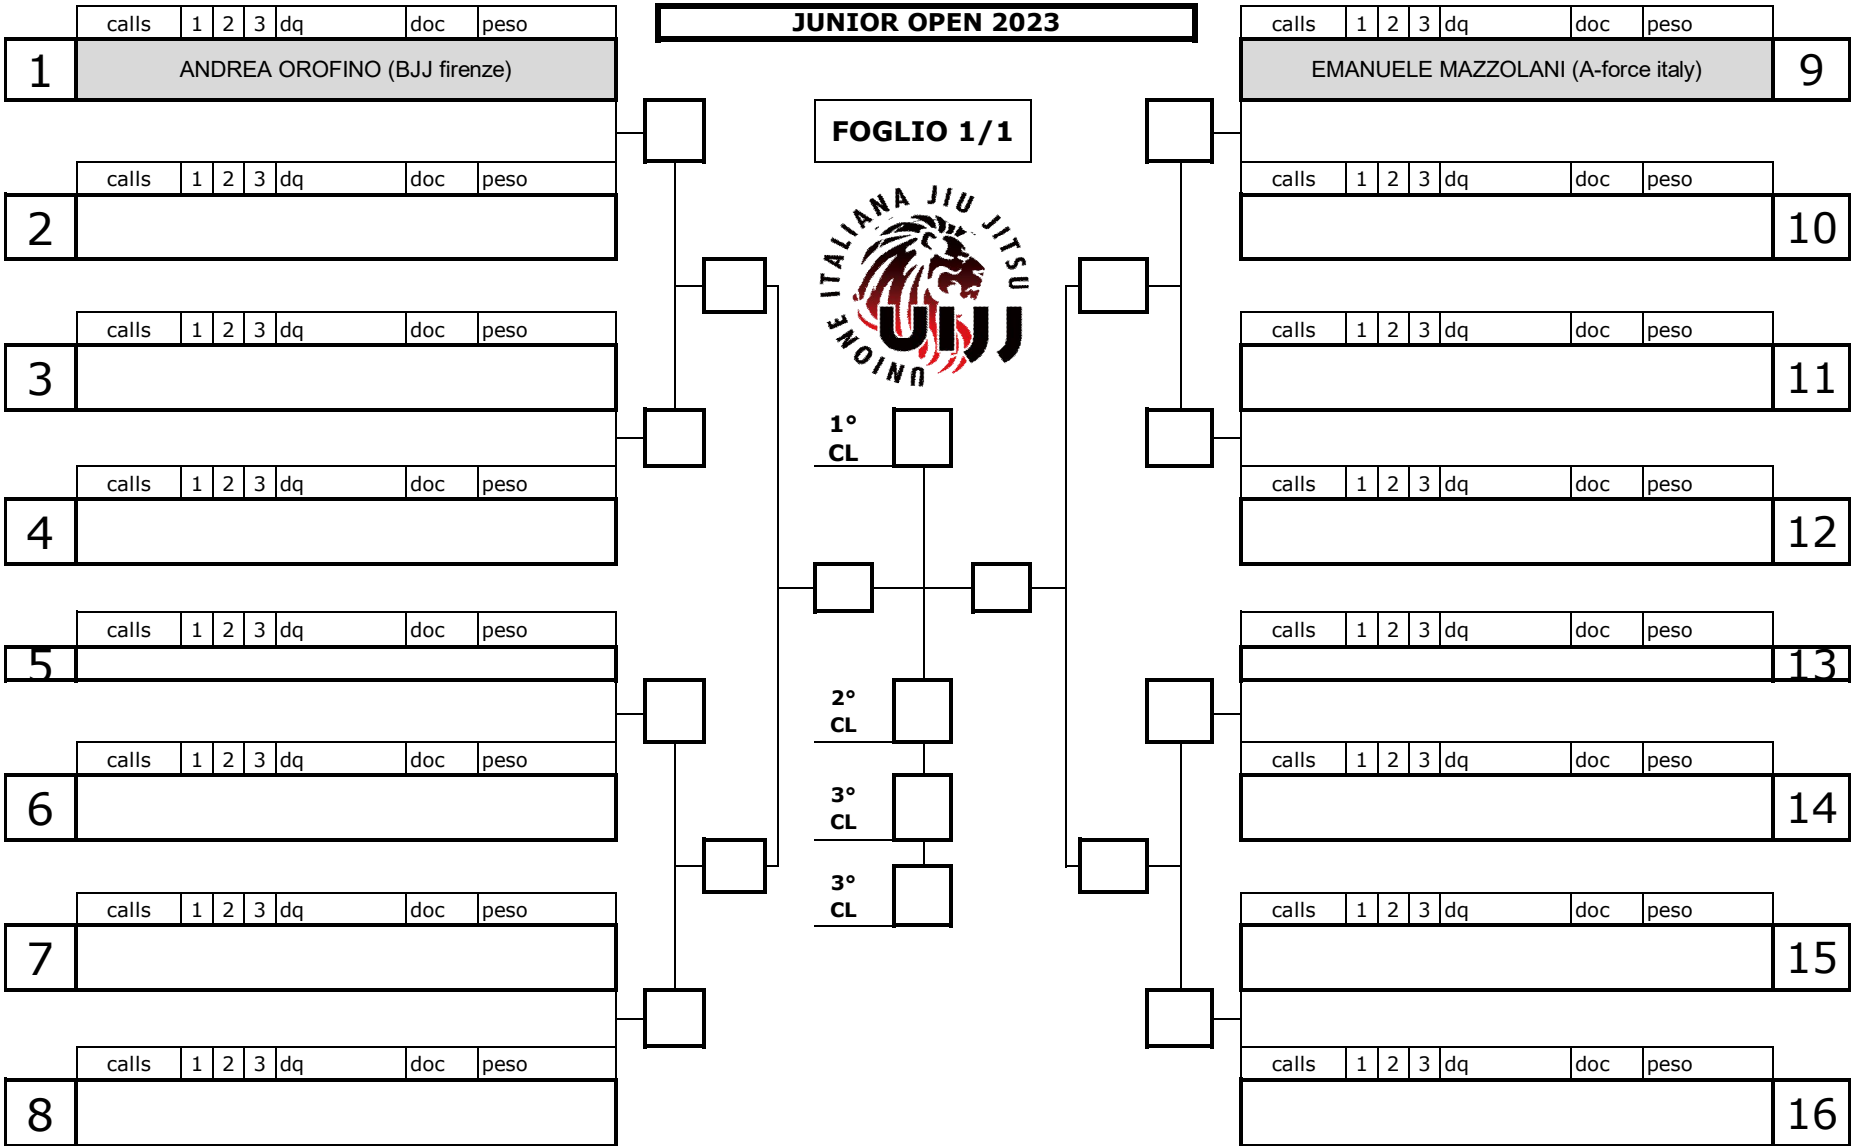 JUNIOR OPEN 2023
calls 1 2 3 dq doc peso
1 ANDREA OROFINO (BJJ firenze)
calls 1 2 3 dq doc peso
2
calls 1 2 3 dq doc peso
3
calls 1 2 3 dq doc peso
4
calls 1 2 3 dq doc peso
5
calls 1 2 3 dq doc peso
6
calls 1 2 3 dq doc peso
7
calls 1 2 3 dq doc peso
8
FOGLIO 1/1
UNIONE ITALIANA JIU JITSU
UIJJ
1°
CL
2°
CL
3°
CL
3°
CL
calls 1 2 3 dq doc peso
EMANUELE MAZZOLANI (A-force italy) 9
calls 1 2 3 dq doc peso
10
calls 1 2 3 dq doc peso
11
calls 1 2 3 dq doc peso
12
calls 1 2 3 dq doc peso
13
calls 1 2 3 dq doc peso
14
calls 1 2 3 dq doc peso
15
calls 1 2 3 dq doc peso
16